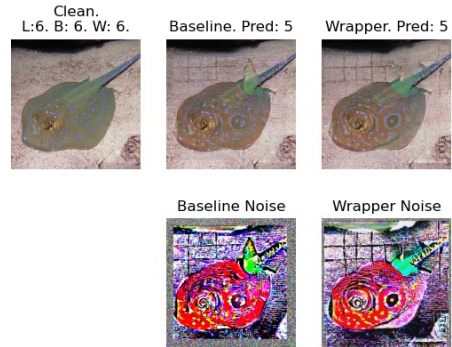 Clean.
L:6. B: 6. W: 6.
Baseline. Pred: 5
Wrapper. Pred: 5
Baseline Noise
Wrapper Noise